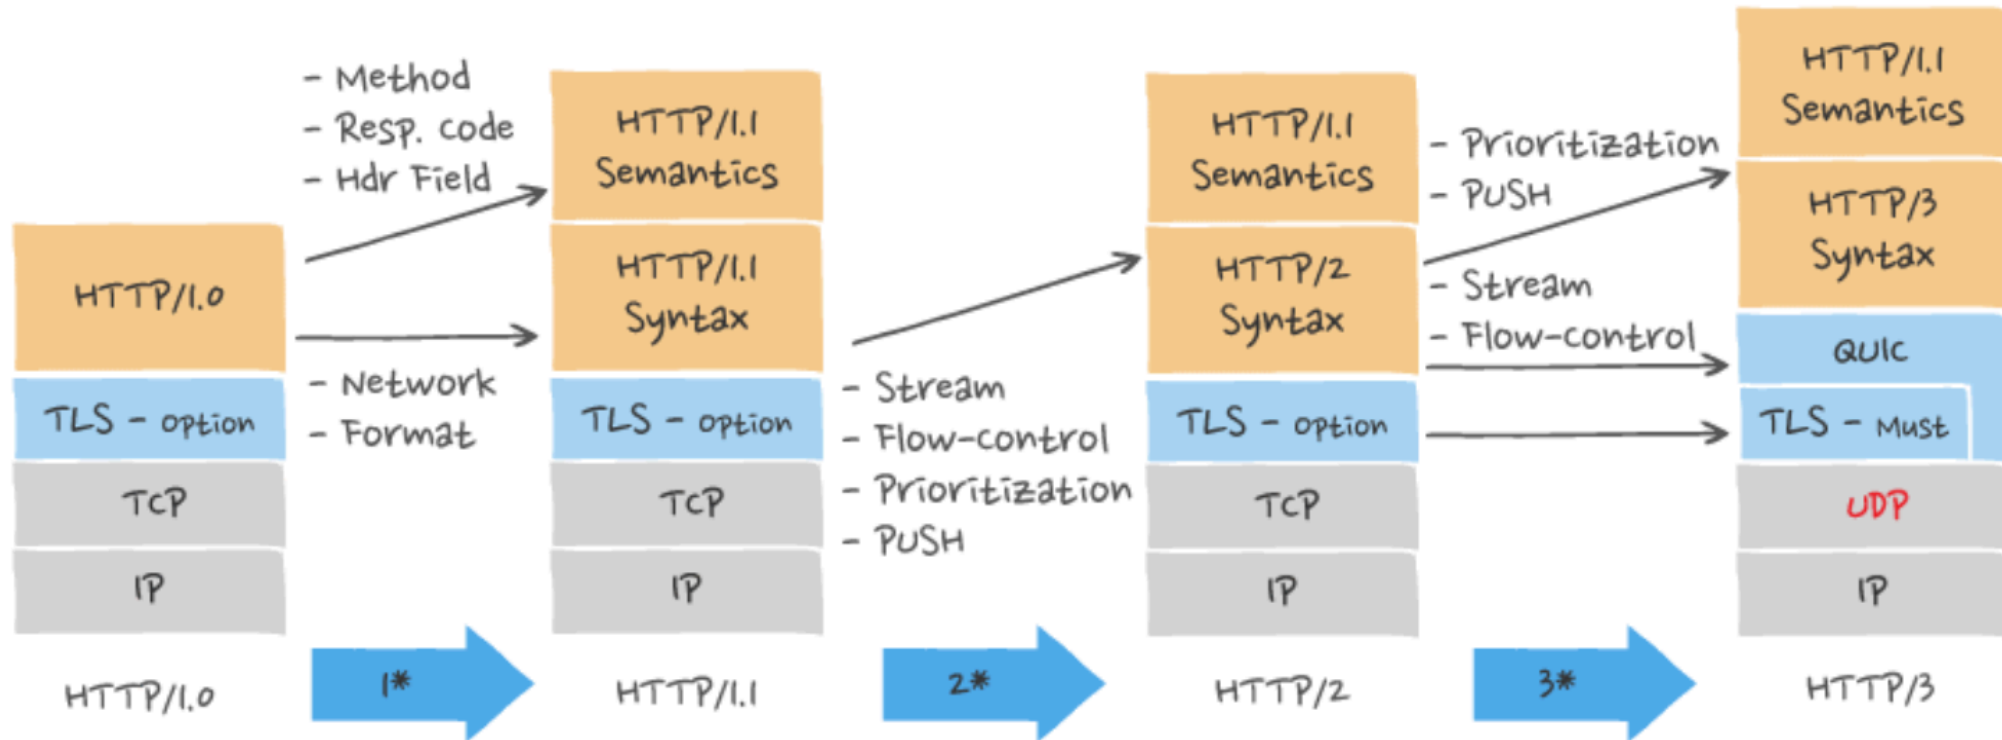 HTTP/1.0
TLS - option
TCP
IP
HTTP/1.0
- Method
- Resp. code
- Hdr Field
- Network
- Format
1*
HTTP/1.1
Semantics
HTTP/1.1
Syntax
TLS - option
TCP
IP
HTTP/1.1
- Stream
- Flow-control
- Prioritization
- PUSH
2*
HTTP/1.1
Semantics
HTTP/2
Syntax
TLS - option
TCP
IP
HTTP/2
- Prioritization
- PUSH
- Stream
- Flow-control
3*
HTTP/1.1
Semantics
HTTP/3
Syntax
QUIC
TLS - Must
UDP
IP
HTTP/3